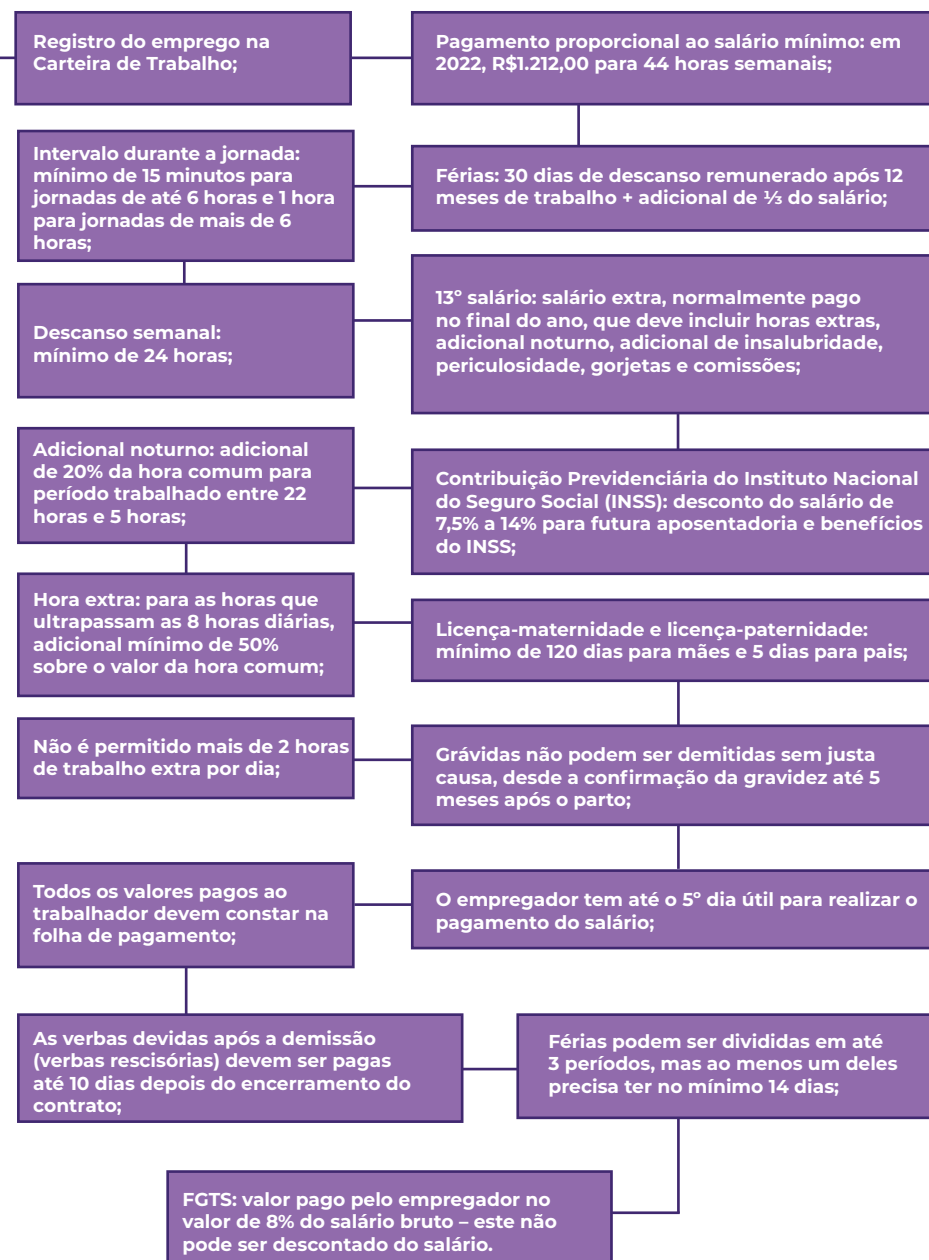 Registro do emprego na
Carteira de Trabalho;
Pagamento proporcional ao salário mínimo: em
2022, R$1.212,00 para 44 horas semanais;
Intervalo durante a jornada:
mínimo de 15 minutos para
jornadas de até 6 horas e 1 hora
para jornadas de mais de 6
horas;
Férias: 30 dias de descanso remunerado após 12
meses de trabalho + adicional de ⅓ do salário;
Descanso semanal:
mínimo de 24 horas;
13º salário: salário extra, normalmente pago
no final do ano, que deve incluir horas extras,
adicional noturno, adicional de insalubridade,
periculosidade, gorjetas e comissões;
Adicional noturno: adicional
de 20% da hora comum para
período trabalhado entre 22
horas e 5 horas;
Contribuição Previdenciária do Instituto Nacional
do Seguro Social (INSS): desconto do salário de
7,5% a 14% para futura aposentadoria e benefícios
do INSS;
Hora extra: para as horas que
ultrapassam as 8 horas diárias,
adicional mínimo de 50%
sobre o valor da hora comum;
Licença-maternidade e licença-paternidade:
mínimo de 120 dias para mães e 5 dias para pais;
Não é permitido mais de 2 horas
de trabalho extra por dia;
Grávidas não podem ser demitidas sem justa
causa, desde a confirmação da gravidez até 5
meses após o parto;
Todos os valores pagos ao
trabalhador devem constar na
folha de pagamento;
O empregador tem até o 5º dia útil para realizar o
pagamento do salário;
As verbas devidas após a demissão
(verbas rescisórias) devem ser pagas
até 10 dias depois do encerramento do
contrato;
Férias podem ser divididas em até
3 períodos, mas ao menos um deles
precisa ter no mínimo 14 dias;
FGTS: valor pago pelo empregador no
valor de 8% do salário bruto – este não
pode ser descontado do salário.